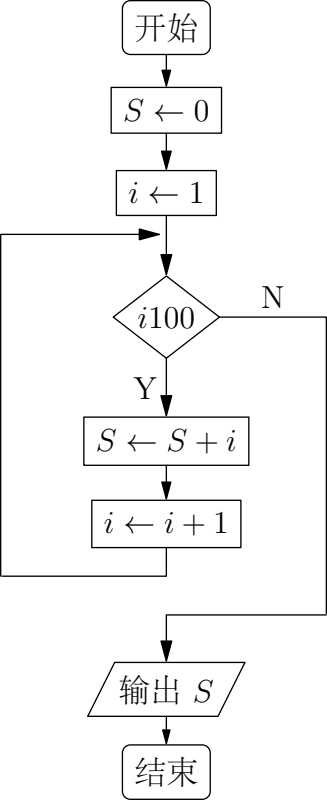 开始
S ← 0
i ← 1
i100
N
Y
S ← S + i
i ← i + 1
输出 S
结束